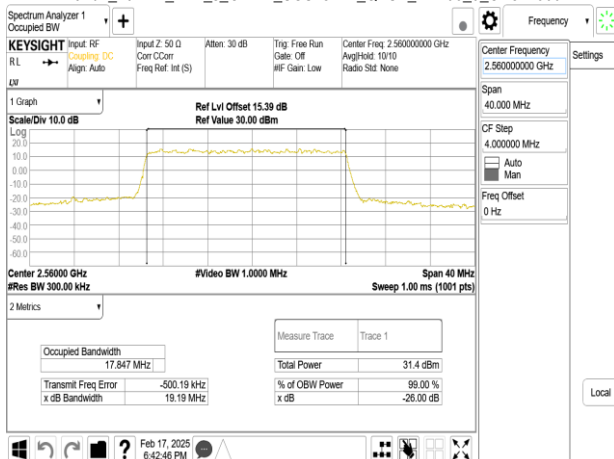 Spectrum Analyzer 1
Occupied BW
Frequency
KEYSIGHT
RL
Input: RF
Coupling: DC
Align: Auto
Input Z: 50 Ω
Corr CCorr
Freq Ref: Int (S)
Atten: 30 dB
Trig: Free Run
Gate: Off
#IF Gain: Low
Center Freq: 2.560000000 GHz
Avg|Hold: 10/10
Radio Std: None
LXI
Center Frequency
2.560000000 GHz
Settings
Span
40.000 MHz
CF Step
4.000000 MHz
Auto
Man
Freq Offset
0 Hz
Local
1 Graph
Scale/Div 10.0 dB
Ref Lvl Offset 15.39 dB
Ref Value 30.00 dBm
Log
20.0
10.0
0.00
-10.0
-20.0
-30.0
-40.0
-50.0
-60.0
Center 2.56000 GHz
#Video BW 1.0000 MHz
Span 40 MHz
#Res BW 300.00 kHz
Sweep 1.00 ms (1001 pts)
2 Metrics
Measure Trace
Trace 1
Occupied Bandwidth
17.847 MHz
Total Power
31.4 dBm
Transmit Freq Error
-500.19 kHz
% of OBW Power
99.00 %
x dB Bandwidth
19.19 MHz
x dB
-26.00 dB
Feb 17, 2025
6:42:46 PM